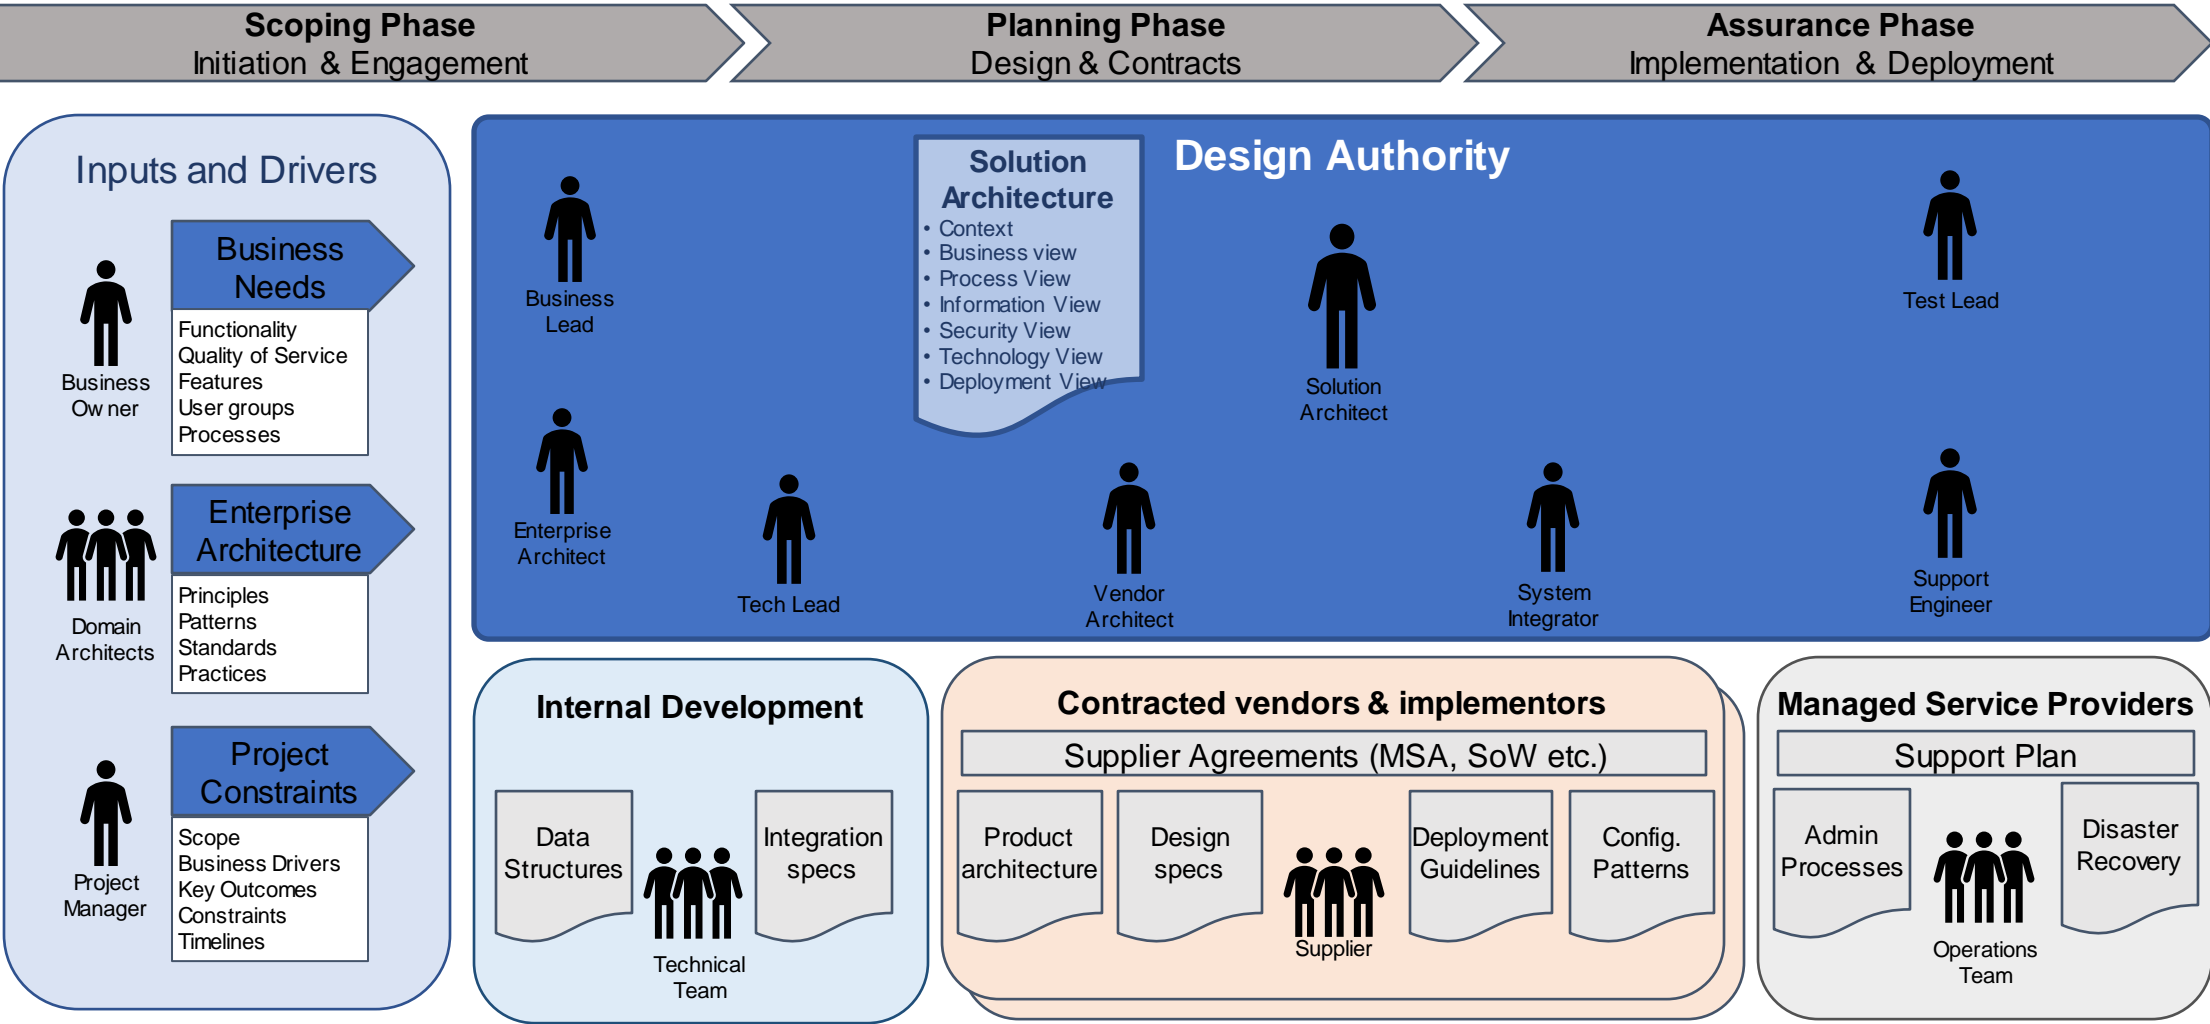 Scoping Phase
Initiation & Engagement
Planning Phase
Design & Contracts
Assurance Phase
Implementation & Deployment
Inputs and Drivers
Business
Needs
Functionality
Quality of Service
Features
User groups
Processes
Business
Owner
Enterprise
Architecture
Principles
Patterns
Standards
Practices
Domain
Architects
Project
Constraints
Scope
Business Drivers
Key Outcomes
Constraints
Timelines
Project
Manager
Design Authority
Business
Lead
Solution
Architecture
• Context
• Business view
• Process View
• Information View
• Security View
• Technology View
• Deployment View
Solution
Architect
Test Lead
Enterprise
Architect
Tech Lead
Vendor
Architect
System
Integrator
Support
Engineer
Internal Development
Data
Structures
Technical
Team
Integration
specs
Contracted vendors & implementors
Supplier Agreements (MSA, SoW etc.)
Product
architecture
Design
specs
Supplier
Deployment
Guidelines
Config.
Patterns
Managed Service Providers
Support Plan
Admin
Processes
Operations
Team
Disaster
Recovery